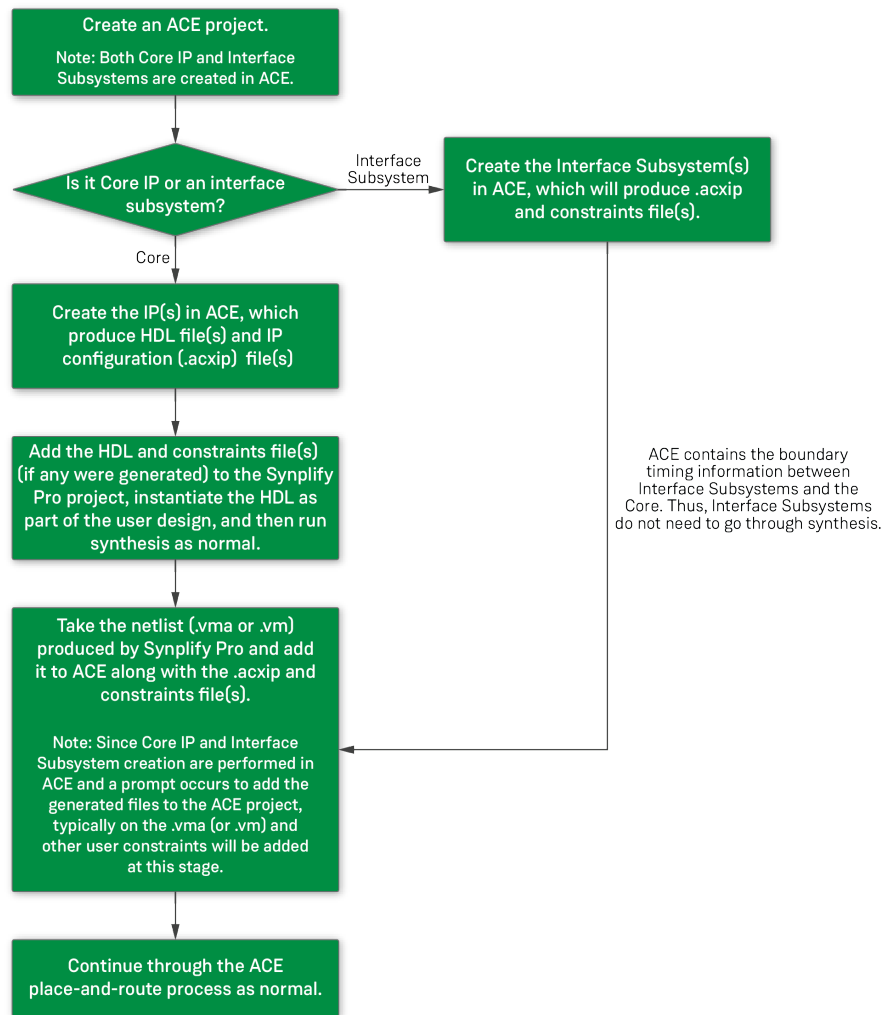 Create an ACE project.
Note: Both Core IP and Interface
Subsystems are created in ACE.
Is it Core IP or an interface
subsystem?
Interface
Subsystem
Create the Interface Subsystem(s)
in ACE, which will produce .acxip
and constraints file(s).
Core
Create the IP(s) in ACE, which
produce HDL file(s) and IP
configuration (.acxip) file(s)
Add the HDL and constraints file(s)
(if any were generated) to the Synplify
Pro project, instantiate the HDL as
part of the user design, and then run
synthesis as normal.
ACE contains the boundary
timing information between
Interface Subsystems and the
Core. Thus, Interface Subsystems
do not need to go through synthesis.
Take the netlist (.vma or .vm)
produced by Synplify Pro and add
it to ACE along with the .acxip and
constraints file(s).
Note: Since Core IP and Interface
Subsystem creation are performed in
ACE and a prompt occurs to add the
generated files to the ACE project,
typically on the .vma (or .vm) and
other user constraints will be added
at this stage.
Continue through the ACE
place-and-route process as normal.